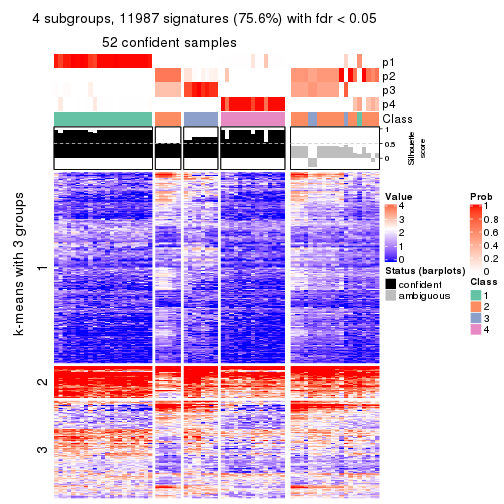 4 subgroups, 11987 signatures (75.6%) with fdr < 0.05
52 confident samples
p1
p2
p3
p4
Class
1
0.5
0
Silhouette
score
k-means with 3 groups
1
2
3
Value
4
3
2
1
0
Status (barplots)
confident
ambiguous
Prob
1
0.8
0.6
0.4
0.2
0
Class
1
2
3
4